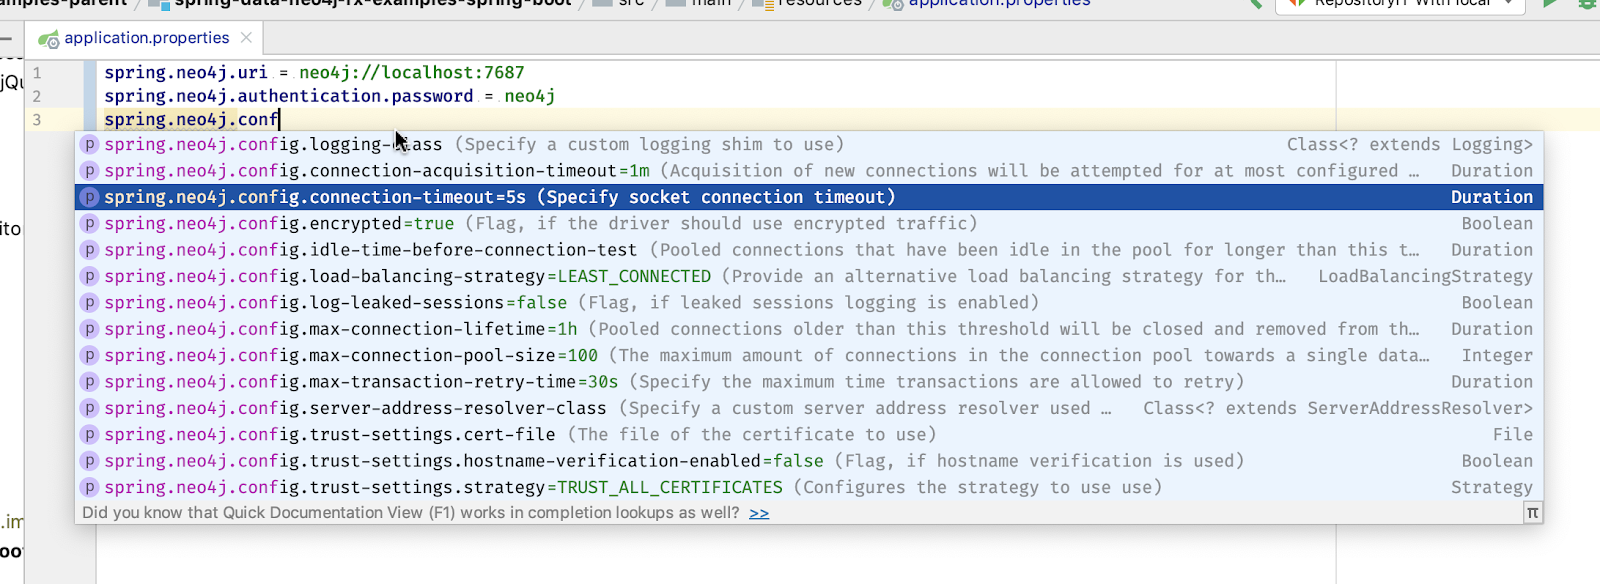 amples-parent spring-data-neo4j-rx-examples-spring-boot src main resources application.properties RepositoryIT With local
application.properties
jQu
1 spring.neo4j.uri = neo4j://localhost:7687
2 spring.neo4j.authentication.password = neo4j
3 spring.neo4j.conf
p spring.neo4j.config.logging-class (Specify a custom logging shim to use) Class<? extends Logging>
p spring.neo4j.config.connection-acquisition-timeout=1m (Acquisition of new connections will be attempted for at most configured … Duration
p spring.neo4j.config.connection-timeout=5s (Specify socket connection timeout) Duration
p spring.neo4j.config.encrypted=true (Flag, if the driver should use encrypted traffic) Boolean
ito
p spring.neo4j.config.idle-time-before-connection-test (Pooled connections that have been idle in the pool for longer than this t… Duration
p spring.neo4j.config.load-balancing-strategy=LEAST_CONNECTED (Provide an alternative load balancing strategy for th… LoadBalancingStrategy
p spring.neo4j.config.log-leaked-sessions=false (Flag, if leaked sessions logging is enabled) Boolean
p spring.neo4j.config.max-connection-lifetime=1h (Pooled connections older than this threshold will be closed and removed from th… Duration
p spring.neo4j.config.max-connection-pool-size=100 (The maximum amount of connections in the connection pool towards a single data… Integer
p spring.neo4j.config.max-transaction-retry-time=30s (Specify the maximum time transactions are allowed to retry) Duration
p spring.neo4j.config.server-address-resolver-class (Specify a custom server address resolver used … Class<? extends ServerAddressResolver>
p spring.neo4j.config.trust-settings.cert-file (The file of the certificate to use) File
p spring.neo4j.config.trust-settings.hostname-verification-enabled=false (Flag, if hostname verification is used) Boolean
p spring.neo4j.config.trust-settings.strategy=TRUST_ALL_CERTIFICATES (Configures the strategy to use use) Strategy
Did you know that Quick Documentation View (F1) works in completion lookups as well? >> π
.im
oo